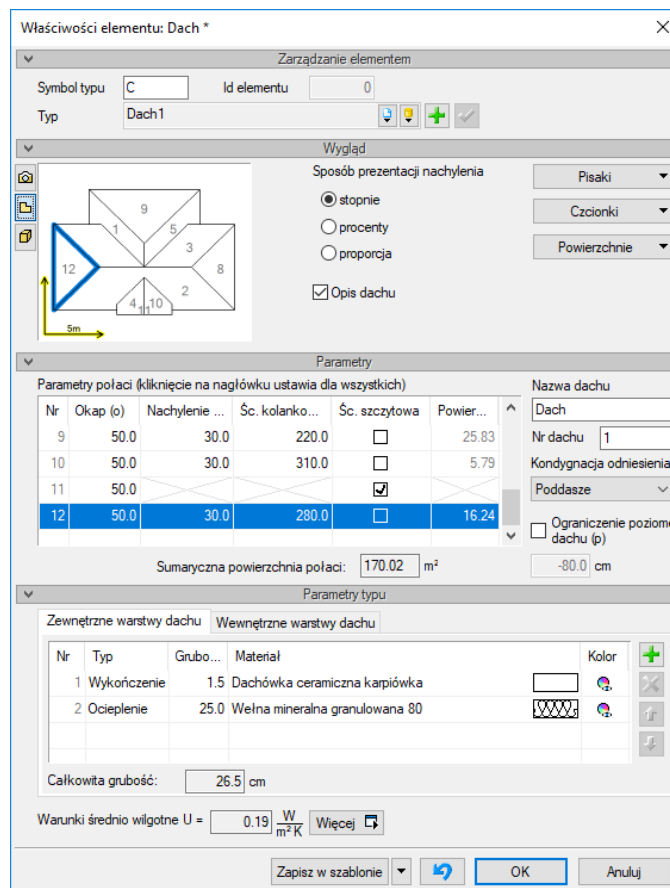 Właściwości elementu: Dach *
Zarządzanie elementem
Symbol typu C Id elementu 0
Typ Dach1
Wygląd
Sposób prezentacji nachylenia
stopnie
procenty
proporcja
Opis dachu
Pisaki
Czcionki
Powierzchnie
9
1 5
3
12 8
2
4 11 10
5m
Parametry
Parametry połaci (kliknięcie na nagłówku ustawia dla wszystkich)
Nr Okap (o) Nachylenie ... Śc. kolanko... Śc. szczytowa Powier...
9 50.0 30.0 220.0 25.83
10 50.0 30.0 310.0 5.79
11 50.0
12 50.0 30.0 280.0 16.24
Sumaryczna powierzchnia połaci: 170.02 m²
Nazwa dachu
Dach
Nr dachu 1
Kondygnacja odniesienia
Poddasze
Ograniczenie poziome
dachu (p)
-80.0 cm
Parametry typu
Zewnętrzne warstwy dachu Wewnętrzne warstwy dachu
Nr Typ Grubo... Materiał Kolor
1 Wykończenie 1.5 Dachówka ceramiczna karpiówka
2 Ocieplenie 25.0 Wełna mineralna granulowana 80
Całkowita grubość: 26.5 cm
Warunki średnio wilgotne U = 0.19 W/m² K Więcej
Zapisz w szablonie OK Anuluj